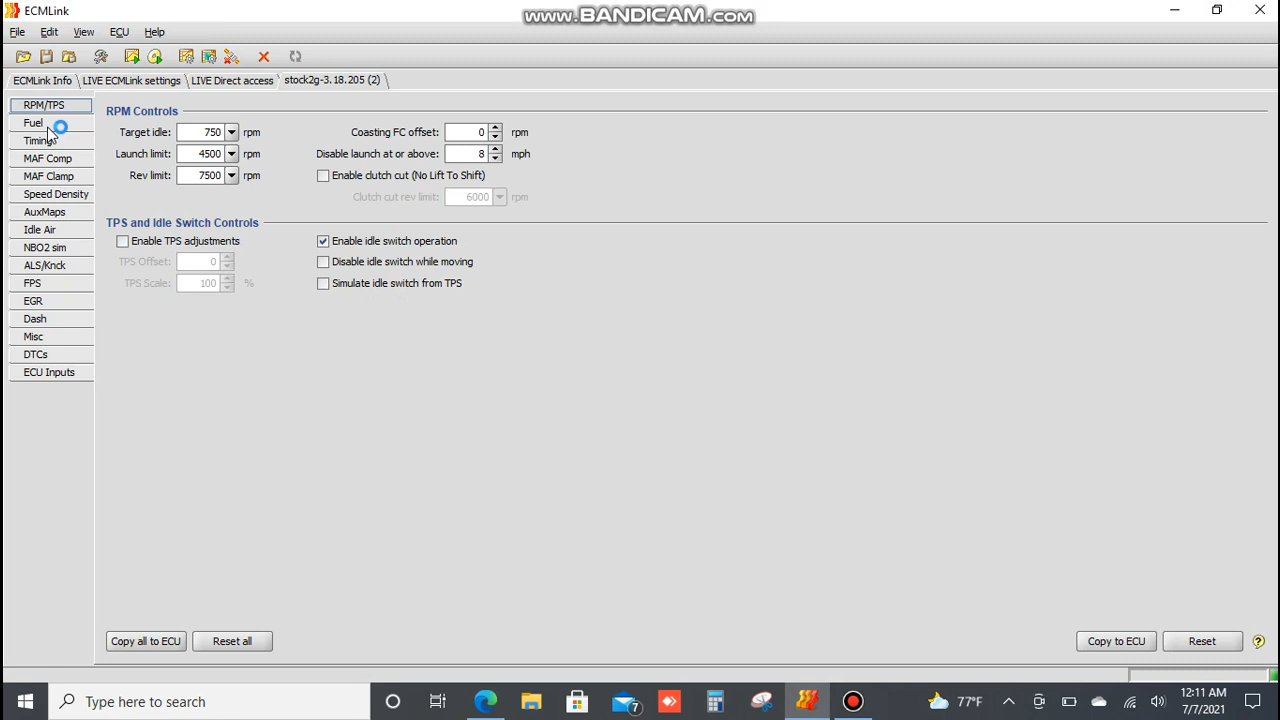 ECMLink
www.BANDICAM.com
File Edit View ECU Help
ECMLink Info LIVE ECMLink settings LIVE Direct access stock2g-3.18.205 (2)
RPM/TPS
Fuel
Timing
MAF Comp
MAF Clamp
Speed Density
AuxMaps
Idle Air
NBO2 sim
ALS/Knck
FPS
EGR
Dash
Misc
DTCs
ECU Inputs
RPM Controls
Target idle: 750 rpm Coasting FC offset: 0 rpm
Launch limit: 4500 rpm Disable launch at or above: 8 mph
Rev limit: 7500 rpm Enable clutch cut (No Lift To Shift)
Clutch cut rev limit: 6000 rpm
TPS and Idle Switch Controls
Enable TPS adjustments Enable idle switch operation
TPS Offset: 0 Disable idle switch while moving
TPS Scale: 100 % Simulate idle switch from TPS
Copy all to ECU Reset all Copy to ECU Reset ?
Type here to search 7 77°F 12:11 AM
7/7/2021